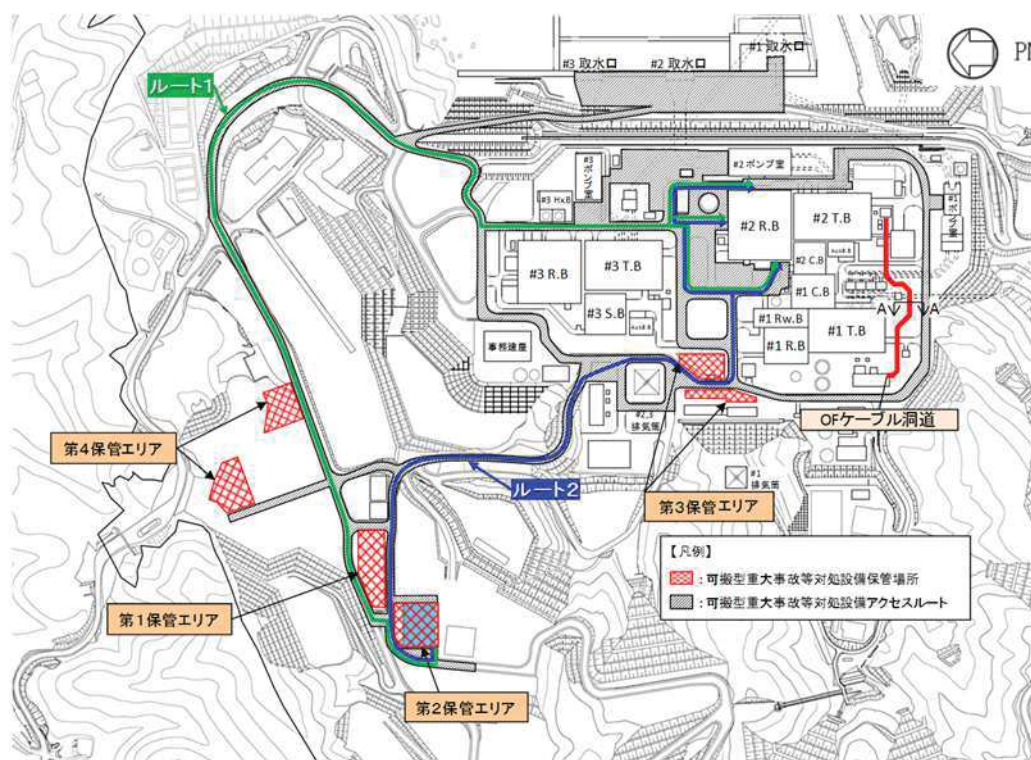 #1 取水口
#3 取水口
#2 取水口
PN
ルート1
#3
ポンプ室
#2 ポンプ室
#3 Hx.B
#2 R.B
#2 T.B
#3 R.B
#3 T.B
#2 C.B
#1 C.B
#3 S.B
#1 Rw.B
#1 R.B
#1 T.B
A
A
事務建屋
#2,3
排気筒
OFケーブル洞道
第4保管エリア
ルート2
#1
排気筒
第3保管エリア
【凡例】
:可搬型重大事故等対処設備保管場所
:可搬型重大事故等対処設備アクセスルート
第1保管エリア
第2保管エリア